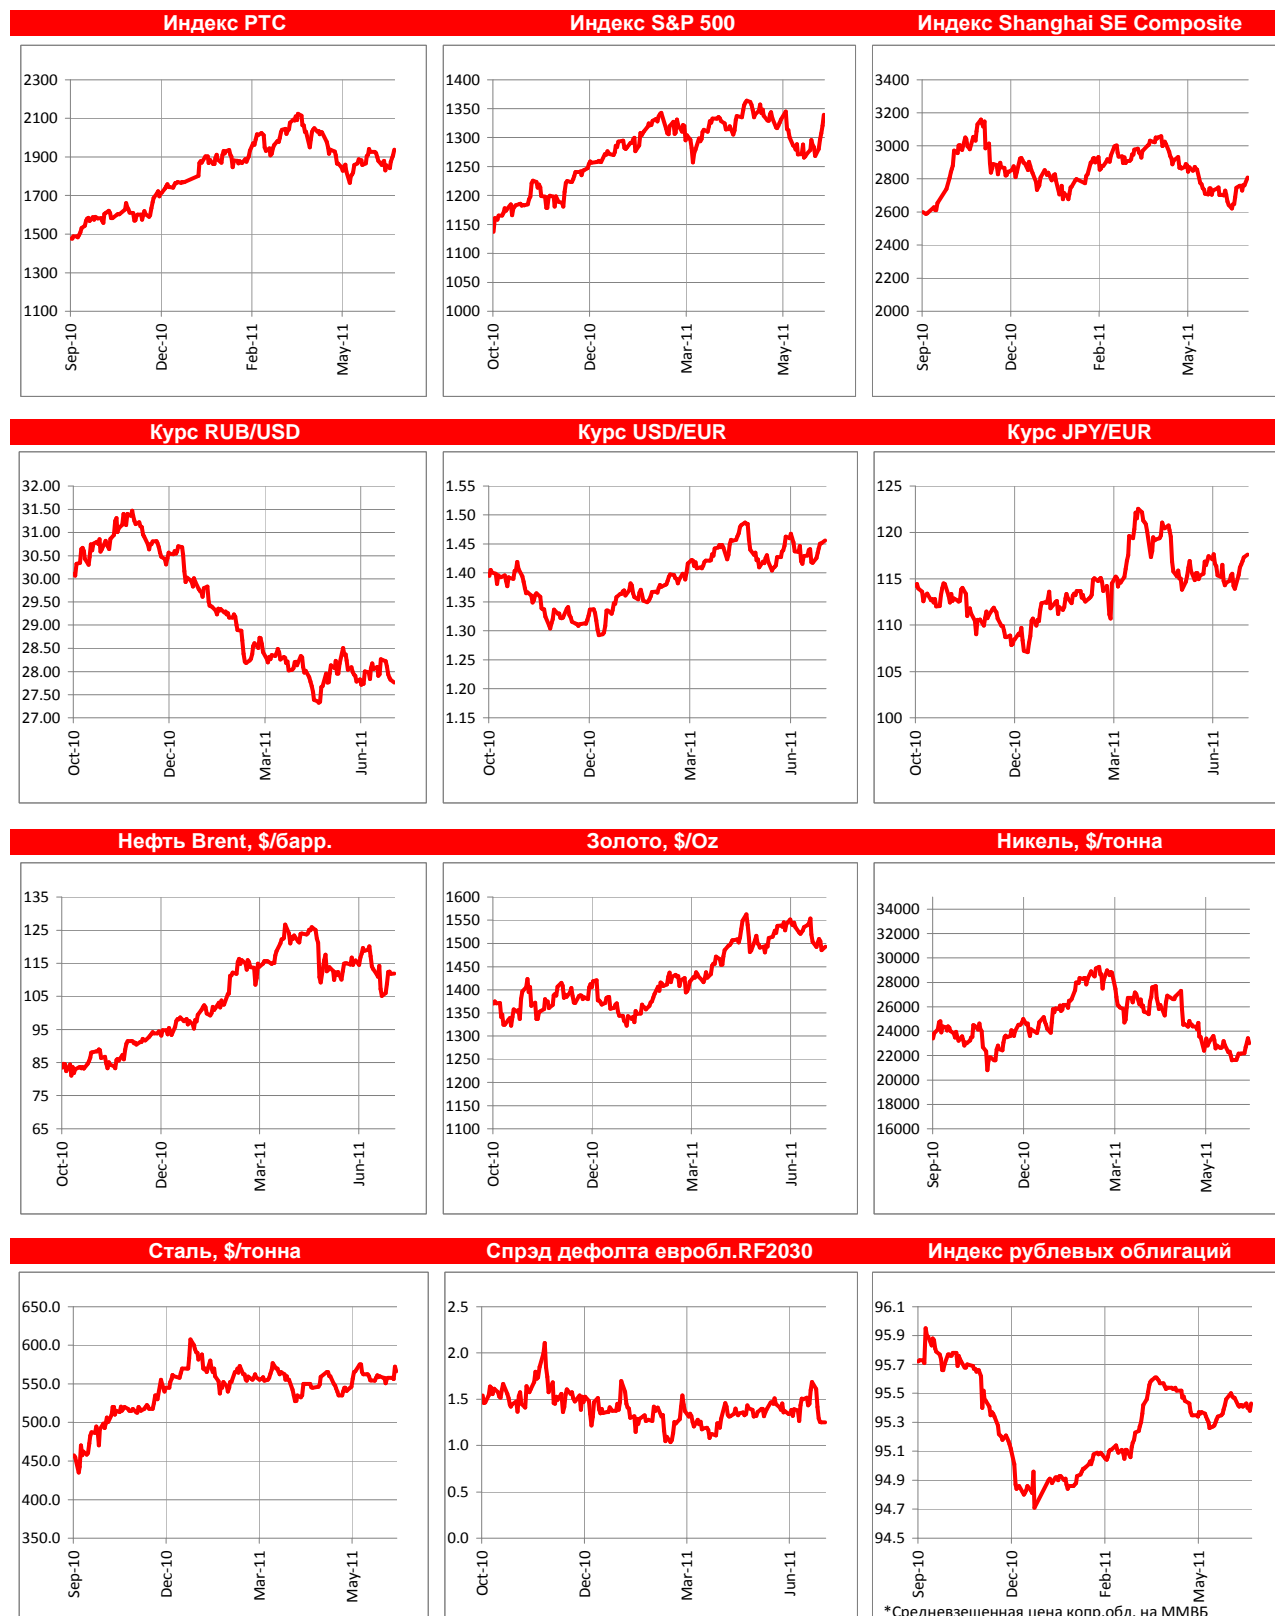 Индекс РТС
Индекс S&P 500
Индекс Shanghai SE Composite
2300
2100
1900
1700
1500
1300
1100
Sep-10
Dec-10
Feb-11
May-11
1400
1350
1300
1250
1200
1150
1100
1050
1000
Oct-10
Dec-10
Mar-11
May-11
3400
3200
3000
2800
2600
2400
2200
2000
Sep-10
Dec-10
Feb-11
May-11
Курс RUB/USD
Курс USD/EUR
Курс JPY/EUR
32.00
31.50
31.00
30.50
30.00
29.50
29.00
28.50
28.00
27.50
27.00
Oct-10
Dec-10
Mar-11
Jun-11
1.55
1.50
1.45
1.40
1.35
1.30
1.25
1.20
1.15
Oct-10
Dec-10
Mar-11
Jun-11
125
120
115
110
105
100
Oct-10
Dec-10
Mar-11
Jun-11
Нефть Brent, $/барр.
Золото, $/Oz
Никель, $/тонна
135
125
115
105
95
85
75
65
Oct-10
Dec-10
Mar-11
Jun-11
1600
1550
1500
1450
1400
1350
1300
1250
1200
1150
1100
Oct-10
Dec-10
Mar-11
Jun-11
34000
32000
30000
28000
26000
24000
22000
20000
18000
16000
Sep-10
Dec-10
Mar-11
May-11
Сталь, $/тонна
Спрэд дефолта евробл.RF2030
Индекс рублевых облигаций
650.0
600.0
550.0
500.0
450.0
400.0
350.0
Sep-10
Dec-10
Mar-11
May-11
2.5
2.0
1.5
1.0
0.5
0.0
Oct-10
Dec-10
Mar-11
Jun-11
96.1
95.9
95.7
95.5
95.3
95.1
94.9
94.7
94.5
Sep-10
Dec-10
Feb-11
May-11
*Средневзешенная цена копр.обл. на ММВБ